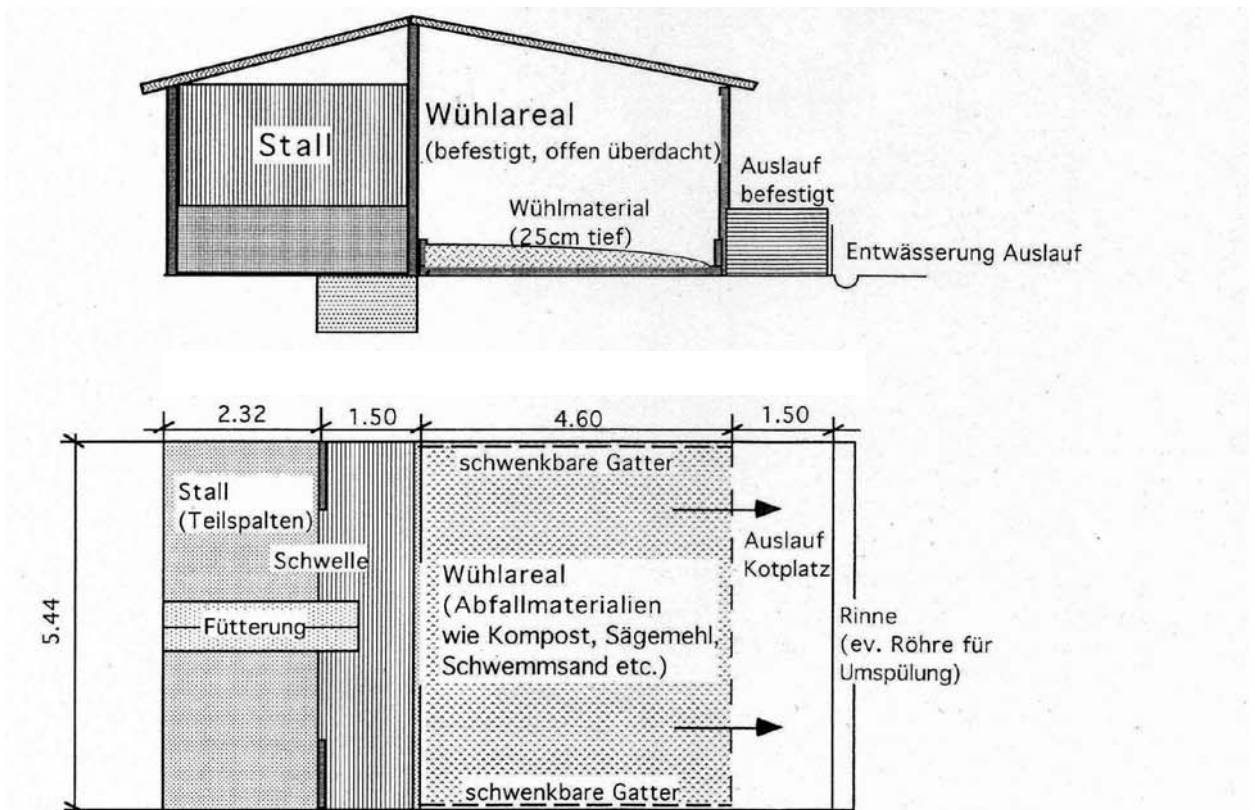 Stall
Wühlareal
(befestigt, offen überdacht)
Wühlmaterial
(25cm tief)
Auslauf
befestigt
Entwässerung Auslauf
2.32
1.50
4.60
1.50
5.44
Stall
(Teilspalten)
Schwelle
Fütterung
schwenkbare Gatter
Wühlareal
(Abfallmaterialien
wie Kompost, Sägemehl,
Schwemmsand etc.)
schwenkbare Gatter
Auslauf
Kotplatz
Rinne
(ev. Röhre für
Umspülung)